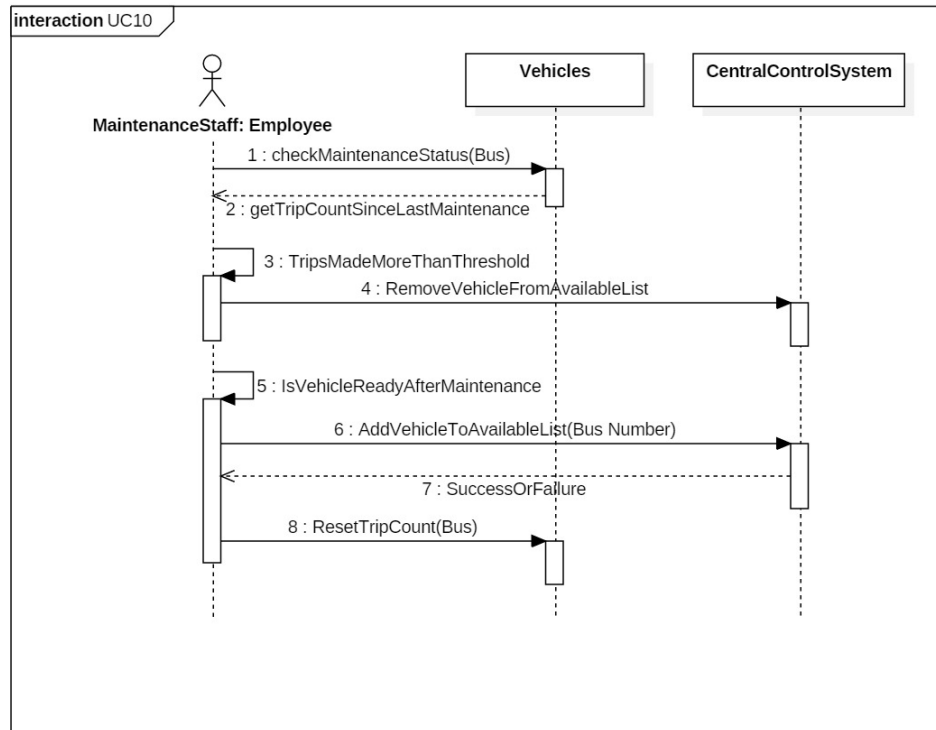 interaction UC10
Vehicles
CentralControlSystem
MaintenanceStaff: Employee
1 : checkMaintenanceStatus(Bus)
2 : getTripCountSinceLastMaintenance
3 : TripsMadeMoreThanThreshold
4 : RemoveVehicleFromAvailableList
5 : IsVehicleReadyAfterMaintenance
6 : AddVehicleToAvailableList(Bus Number)
7 : SuccessOrFailure
8 : ResetTripCount(Bus)